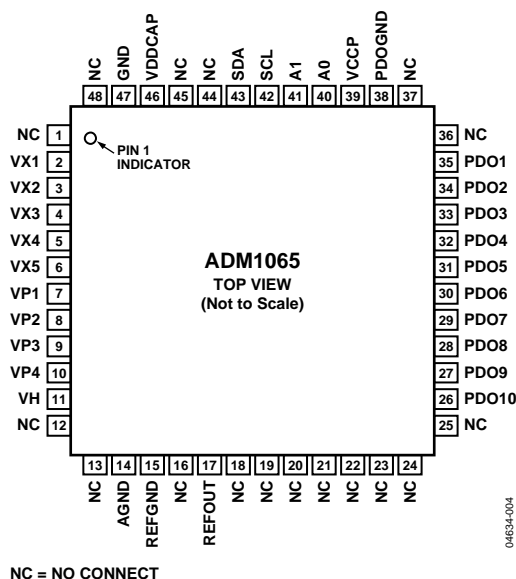 NC GND VDDCAP NC NC SDA SCL A1 A0 VCCP PDOGND NC
48 47 46 45 44 43 42 41 40 39 38 37
NC 1
VX1 2
VX2 3
VX3 4
VX4 5
VX5 6
VP1 7
VP2 8
VP3 9
VP4 10
VH 11
NC 12
PIN 1
INDICATOR
ADM1065
TOP VIEW
(Not to Scale)
36 NC
35 PDO1
34 PDO2
33 PDO3
32 PDO4
31 PDO5
30 PDO6
29 PDO7
28 PDO8
27 PDO9
26 PDO10
25 NC
13 14 15 16 17 18 19 20 21 22 23 24
NC AGND REFGND NC REFOUT NC NC NC NC NC NC NC
04634-004
NC = NO CONNECT